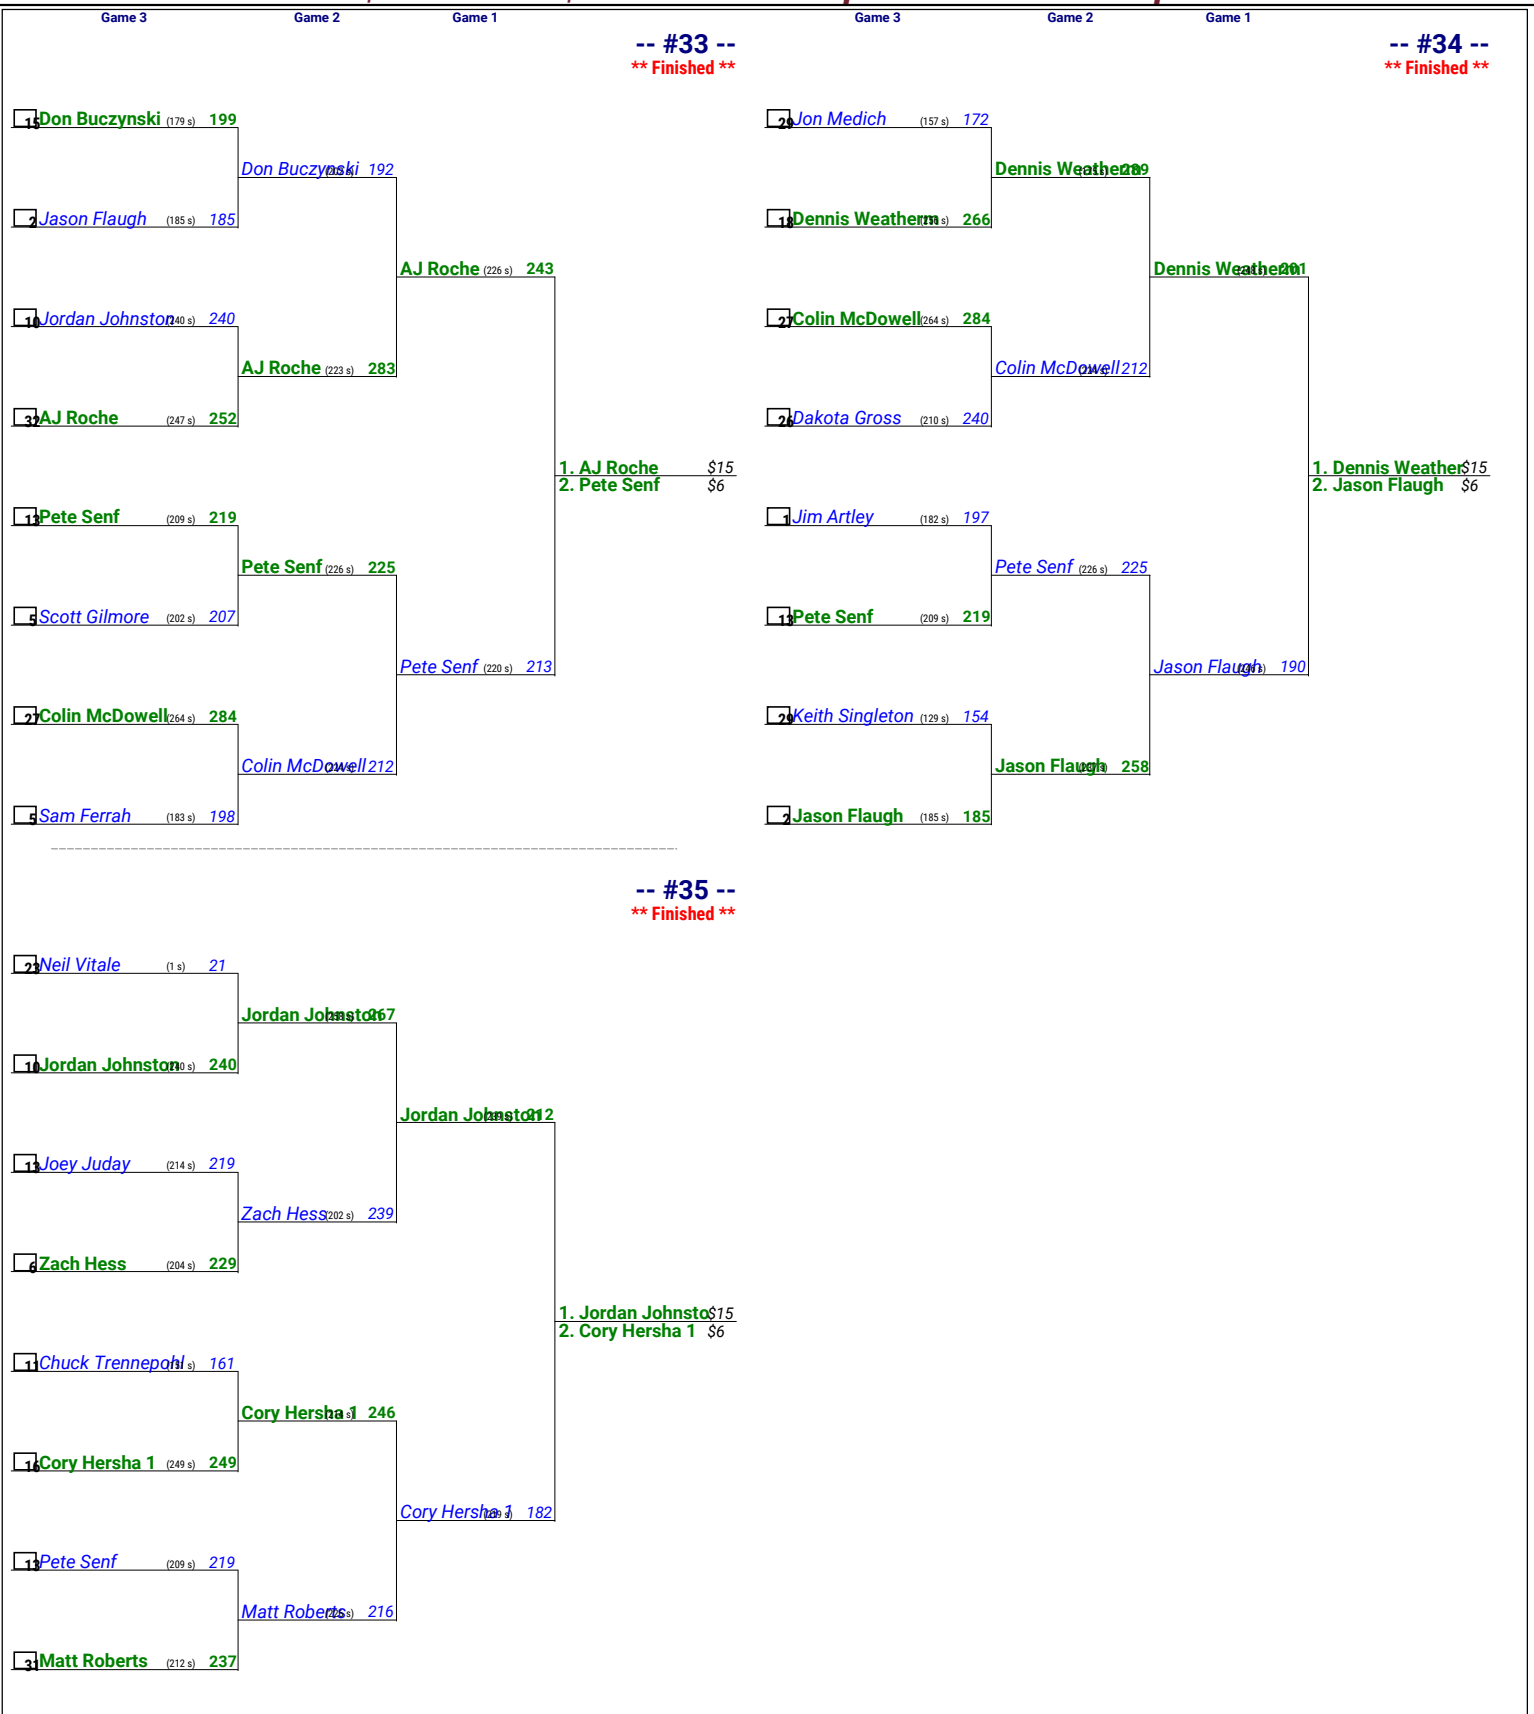 Game 3 Game 2 Game 1
-- #33 --
** Finished **
15 Don Buczynski (179 s) 199
Don Buczynski 192
2 Jason Flaugh (185 s) 185
AJ Roche (226 s) 243
10 Jordan Johnston (240 s) 240
AJ Roche (223 s) 283
32 AJ Roche (247 s) 252
1. AJ Roche $15
2. Pete Senf $6
13 Pete Senf (209 s) 219
Pete Senf (226 s) 225
5 Scott Gilmore (202 s) 207
Pete Senf (220 s) 213
27 Colin McDowell (264 s) 284
Colin McDowell 212
5 Sam Ferrah (183 s) 198
Game 3 Game 2 Game 1
-- #34 --
** Finished **
29 Jon Medich (157 s) 172
Dennis Weatherm
18 Dennis Weatherm 266
Dennis Weatherm 201
27 Colin McDowell (264 s) 284
Colin McDowell 212
26 Dakota Gross (210 s) 240
1. Dennis Weather $15
2. Jason Flaugh $6
1 Jim Artley (182 s) 197
Pete Senf (226 s) 225
13 Pete Senf (209 s) 219
Jason Flaugh 190
29 Keith Singleton (129 s) 154
Jason Flaugh 258
2 Jason Flaugh (185 s) 185
-- #35 --
** Finished **
23 Neil Vitale (1 s) 21
Jordan Johnston 267
10 Jordan Johnston (240 s) 240
Jordan Johnston 212
13 Joey Juday (214 s) 219
Zach Hess (202 s) 239
6 Zach Hess (204 s) 229
1. Jordan Johnsto $15
2. Cory Hersha 1 $6
11 Chuck Trennepohl 161
Cory Hersha 1 246
16 Cory Hersha 1 (249 s) 249
Cory Hersha 1 182
13 Pete Senf (209 s) 219
Matt Roberts 216
31 Matt Roberts (212 s) 237